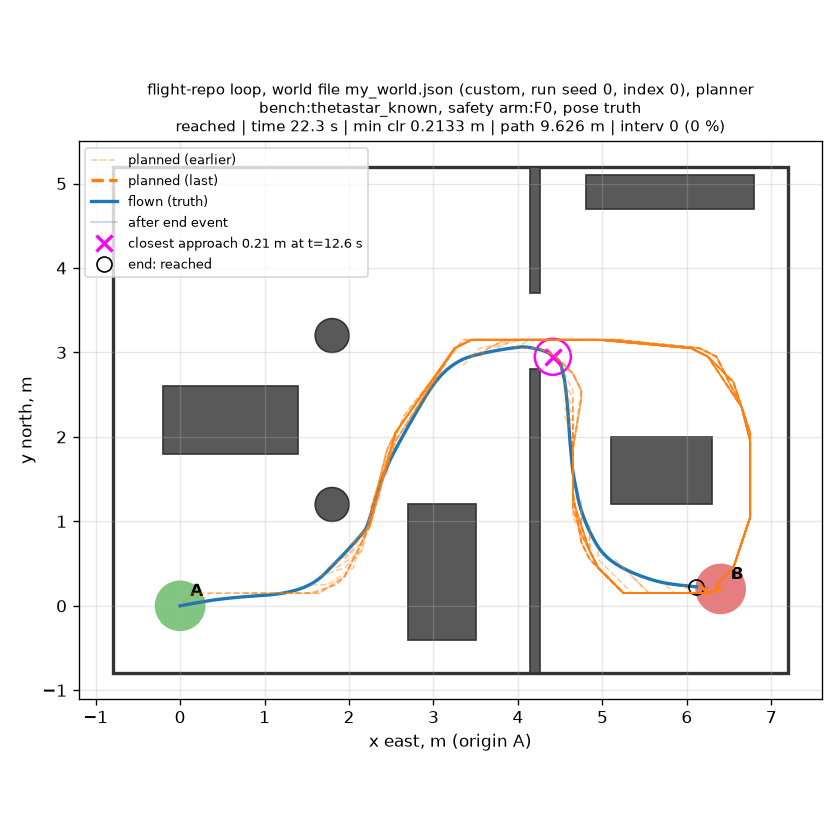 flight-repo loop, world file my_world.json (custom, run seed 0, index 0), planner
bench:thetastar_known, safety arm:F0, pose truth
reached | time 22.3 s | min clr 0.2133 m | path 9.626 m | interv 0 (0 %)
planned (earlier)
planned (last)
flown (truth)
after end event
closest approach 0.21 m at t=12.6 s
end: reached
5
4
3
2
1
0
−1
y north, m
A
B
−1 0 1 2 3 4 5 6 7
x east, m (origin A)